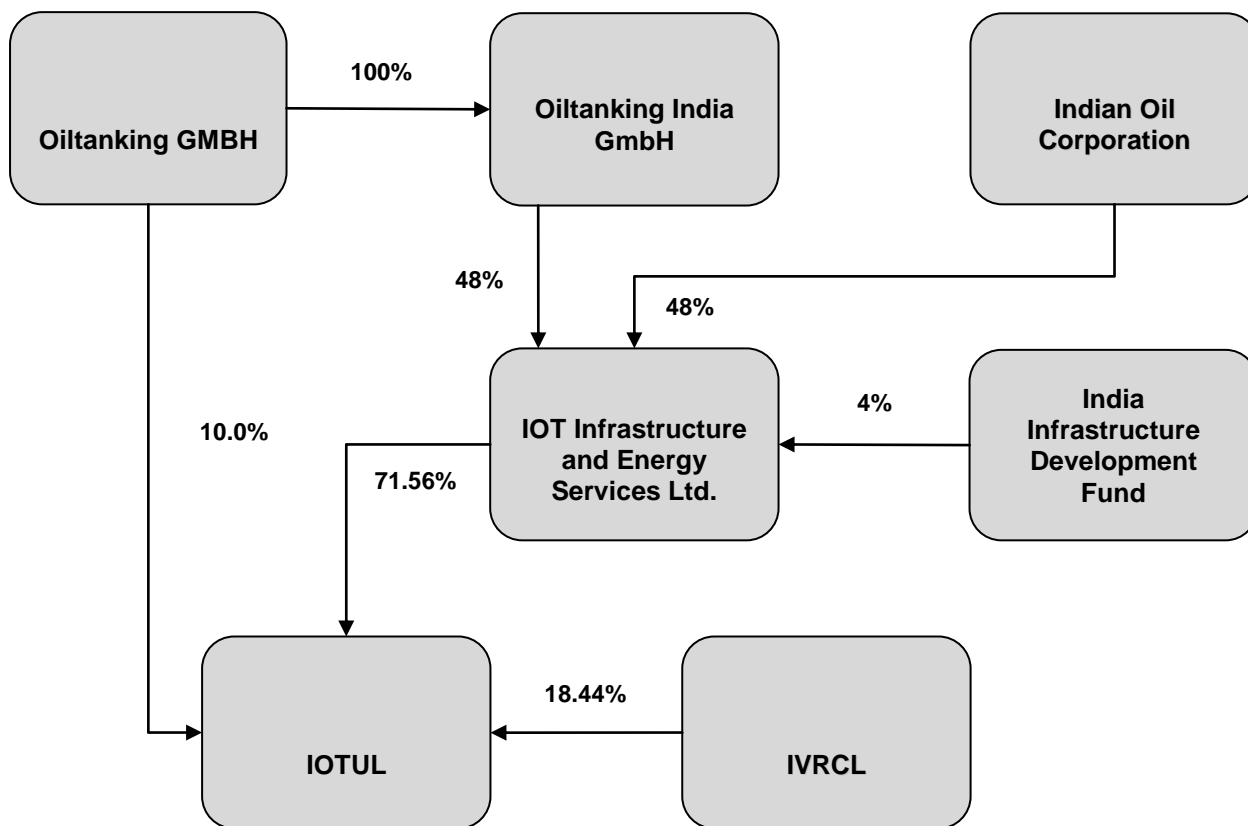 100%
Oiltanking GMBH
Oiltanking India
GmbH
Indian Oil
Corporation
48%
48%
10.0%
71.56%
IOT Infrastructure
and Energy
Services Ltd.
4%
India
Infrastructure
Development
Fund
18.44%
IOTUL
IVRCL